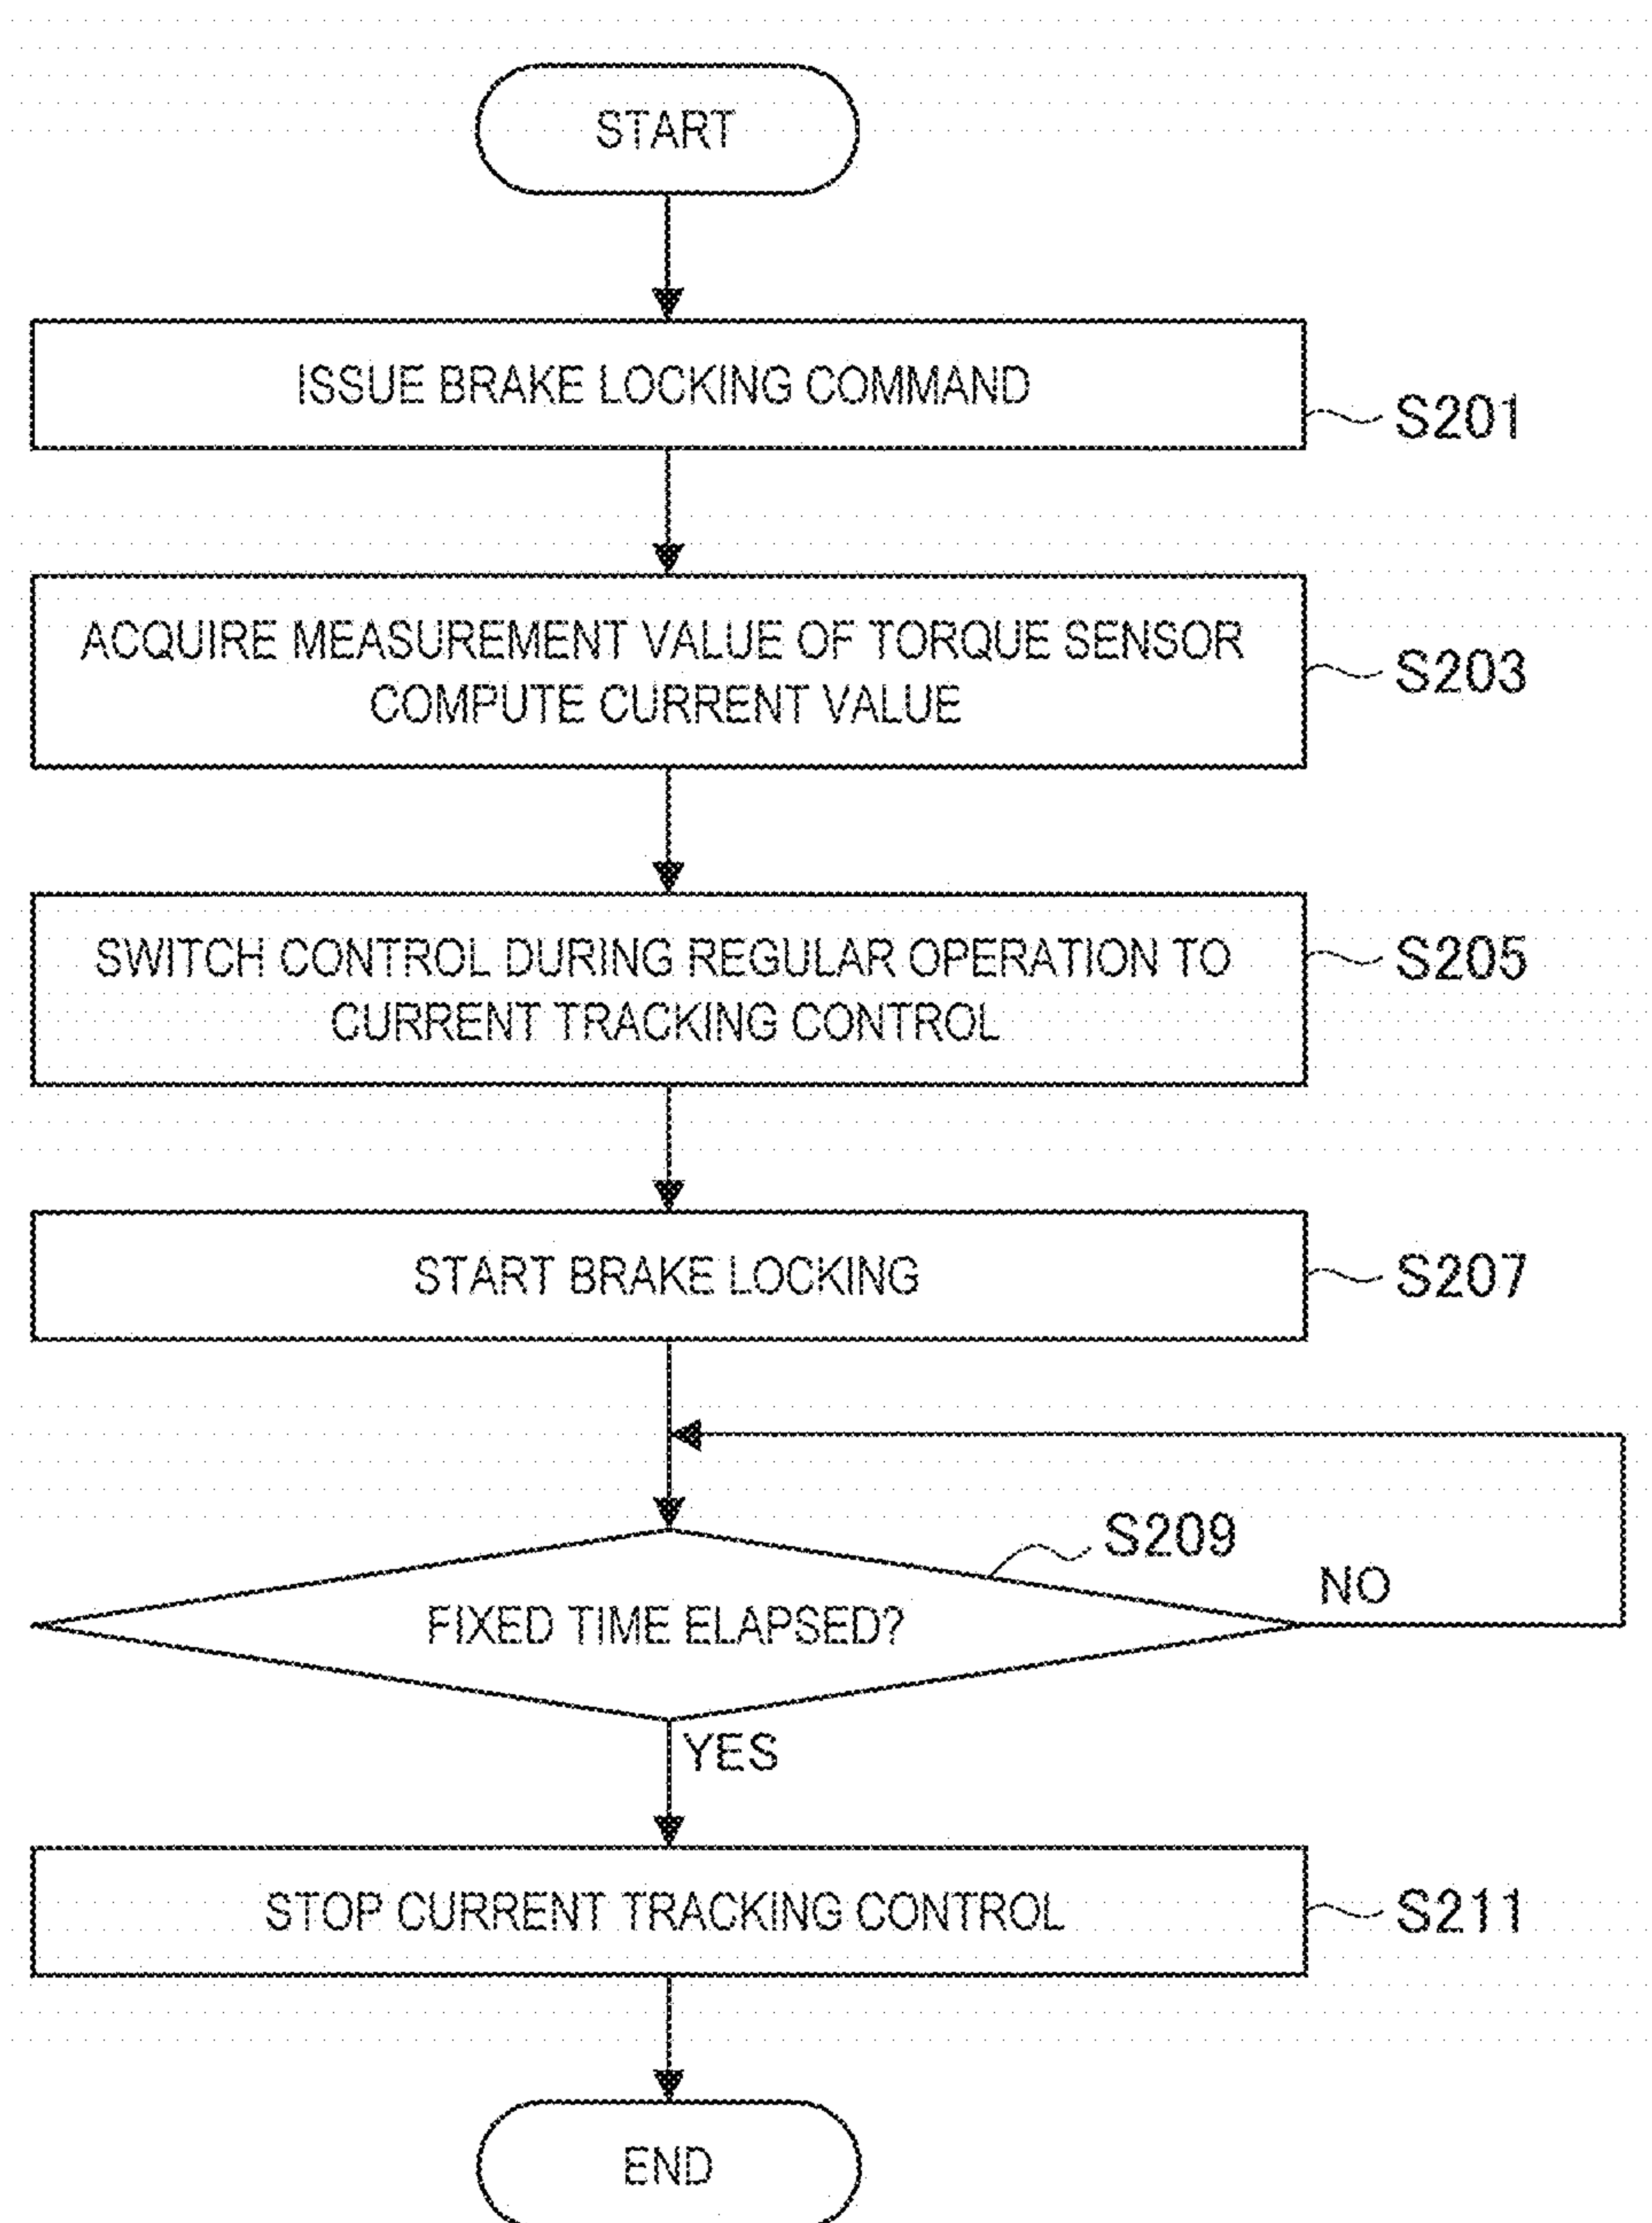 START
ISSUE BRAKE LOCKING COMMAND
S201
ACQUIRE MEASUREMENT VALUE OF TORQUE SENSOR
COMPUTE CURRENT VALUE
S203
SWITCH CONTROL DURING REGULAR OPERATION TO
CURRENT TRACKING CONTROL
S205
START BRAKE LOCKING
S207
S209
FIXED TIME ELAPSED?
NO
YES
STOP CURRENT TRACKING CONTROL
S211
END